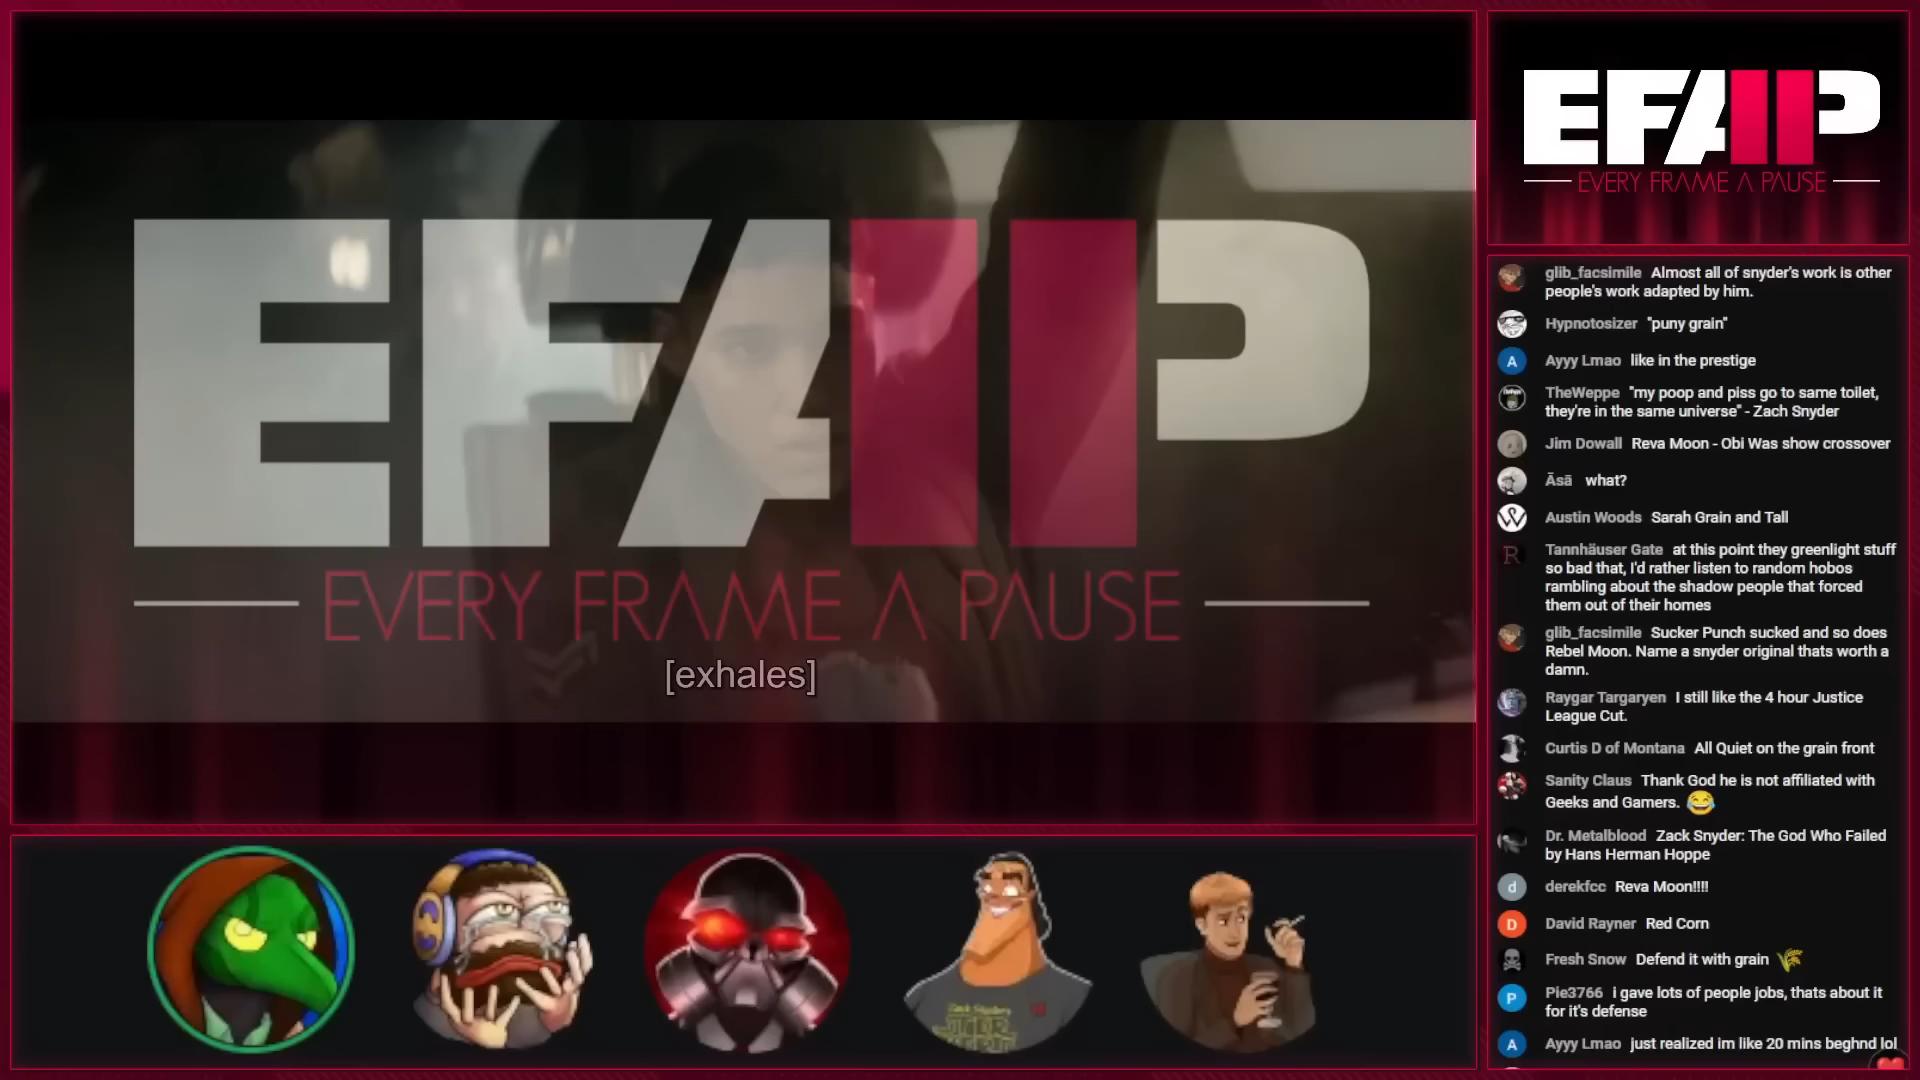 EFAP
EVERY FRAME A PAUSE
[exhales]
EFAP
EVERY FRAME A PAUSE
glib_facsimile Almost all of snyder's work is other
people's work adapted by him.
Hypnotosizer "puny grain"
A
Ayyy Lmao like in the prestige
TheWeppe "my poop and piss go to same toilet,
they're in the same universe" - Zach Snyder
Jim Dowall Reva Moon - Obi Was show crossover
Āsā what?
Austin Woods Sarah Grain and Tall
R
Tannhäuser Gate at this point they greenlight stuff
so bad that, I'd rather listen to random hobos
rambling about the shadow people that forced
them out of their homes
glib_facsimile Sucker Punch sucked and so does
Rebel Moon. Name a snyder original thats worth a
damn.
Raygar Targaryen I still like the 4 hour Justice
League Cut.
Curtis D of Montana All Quiet on the grain front
Sanity Claus Thank God he is not affiliated with
Geeks and Gamers. 😂
Dr. Metalblood Zack Snyder: The God Who Failed
by Hans Herman Hoppe
d
derekfcc Reva Moon!!!!
D
David Rayner Red Corn
Fresh Snow Defend it with grain 🌾
P
Pie3766 i gave lots of people jobs, thats about it
for it's defense
A
Ayyy Lmao just realized im like 20 mins beghnd lol
Zack Snyder's